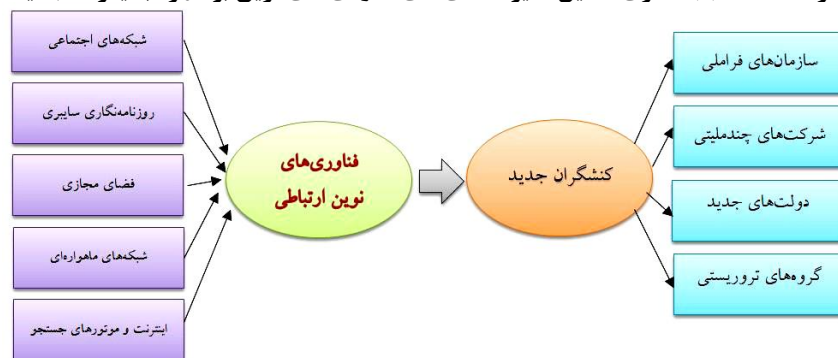 شبکه‌های اجتماعی
روزنامه‌نگاری سایبری
فضای مجازی
شبکه‌های ماهواره‌ای
اینترنت و موتورهای جستجو
فناوری‌های
نوین ارتباطی
کنشگران جدید
سازمان‌های فراملی
شرکت‌های چندملیتی
دولت‌های جدید
گروه‌های تروریستی